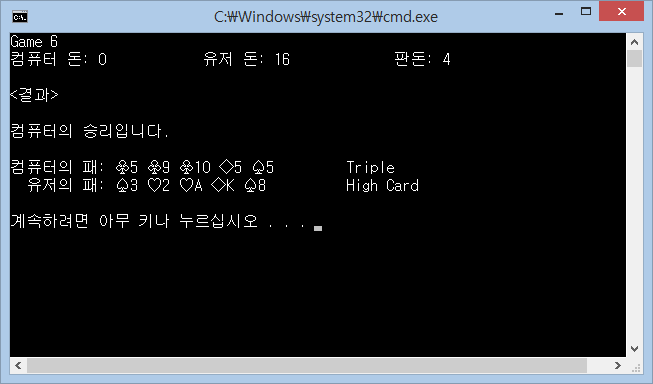 C:\Windows\system32\cmd.exe
Game 6
컴퓨터 돈: 0 유저 돈: 16 판돈: 4
<결과>
컴퓨터의 승리입니다.
컴퓨터의 패: ♧5 ♧9 ♧10 ◇5 ♤5 Triple
유저의 패: ♤3 ♡2 ♡A ◇K ♤8 High Card
계속하려면 아무 키나 누르십시오 . . .